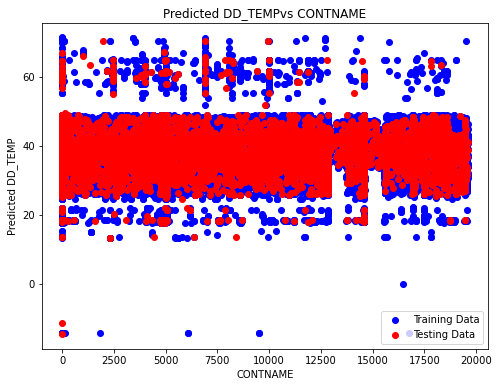 Predicted DD_TEMPvs CONTNAME
Predicted DD_TEMP
60
40
20
0
0
2500
5000
7500
10000
12500
15000
17500
20000
CONTNAME
Training Data
Testing Data